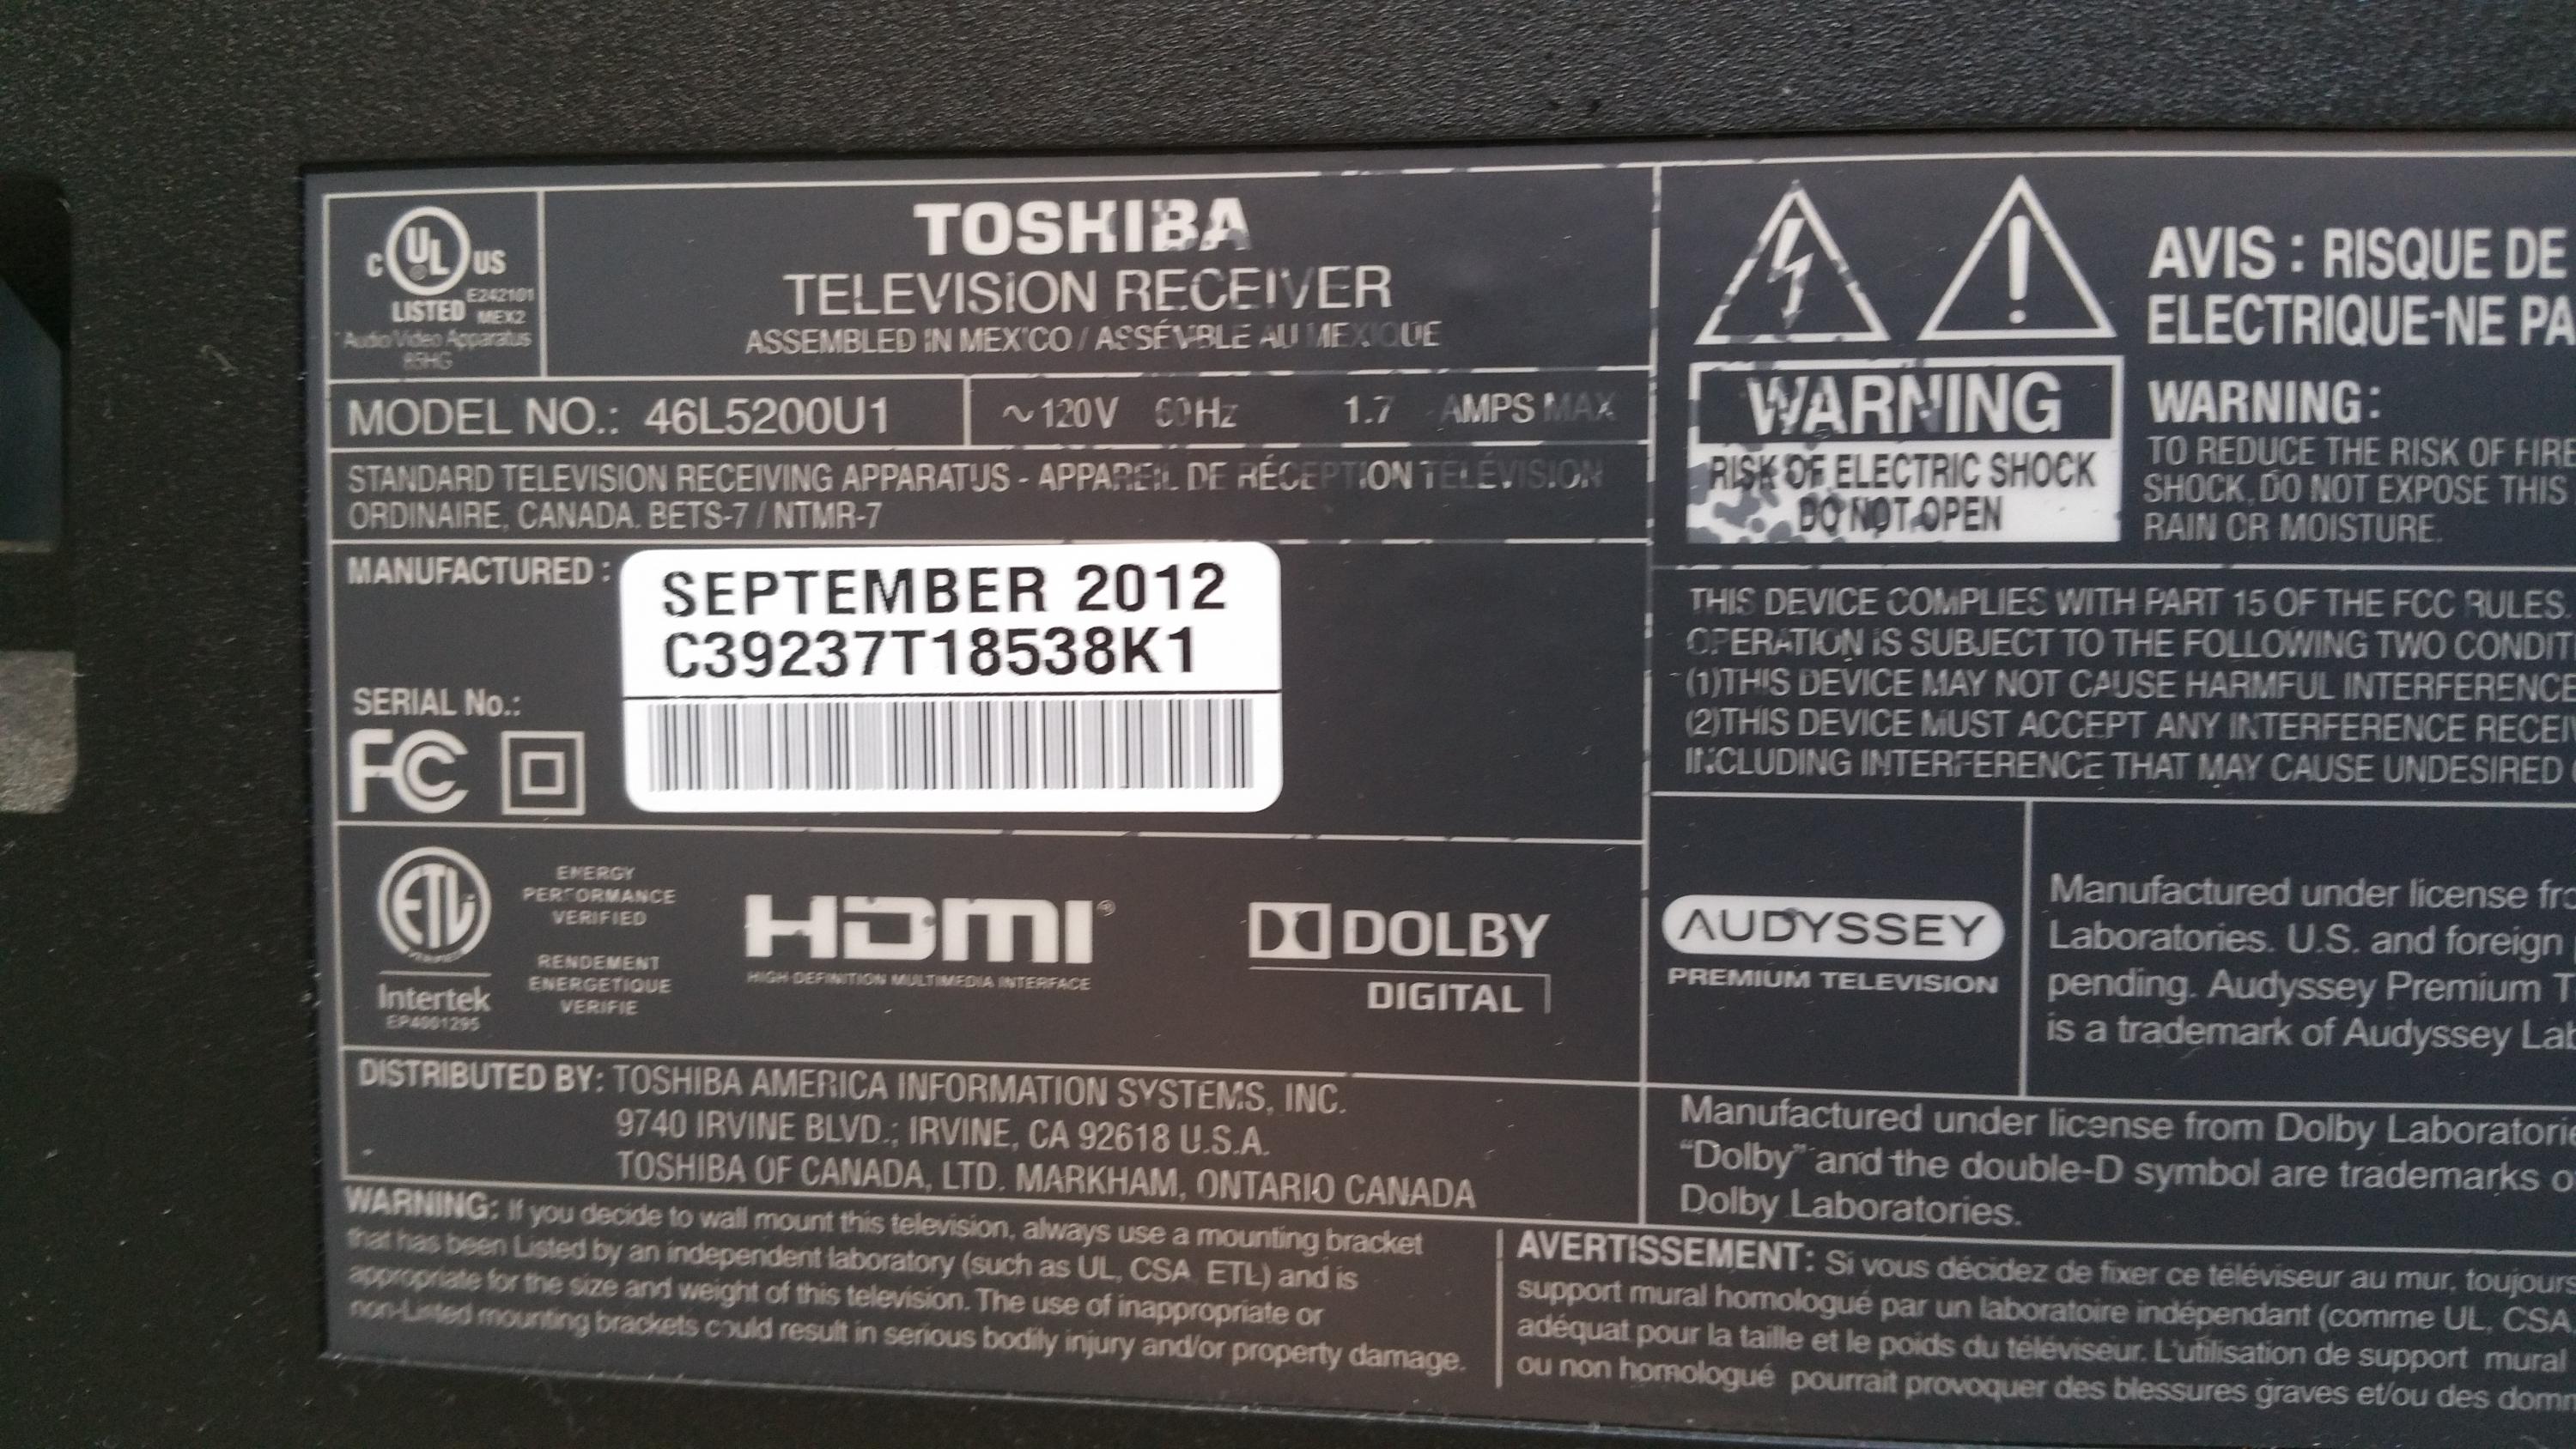 C UL US
LISTED E242101
MEX2
Audio/Video Apparatus
85HG
TOSHIBA
TELEVISION RECEIVER
ASSEMBLED IN MEXICO / ASSEMBLÉ AU MEXIQUE
MODEL NO.: 46L5200U1
~120V 60Hz 1.7 AMPS MAX
STANDARD TELEVISION RECEIVING APPARATUS - APPAREIL DE RÉCEPTION TÉLÉVISION
ORDINAIRE, CANADA. BETS-7 / NTMR-7
MANUFACTURED :
SEPTEMBER 2012
C39237T18538K1
SERIAL No.:
FC
ETL
VERIFIED
Intertek
EP4001295
ENERGY
PERFORMANCE
VERIFIED
RENDEMENT
ENERGETIQUE
VERIFIE
HDMI®
HIGH-DEFINITION MULTIMEDIA INTERFACE
DOLBY
DIGITAL
DISTRIBUTED BY: TOSHIBA AMERICA INFORMATION SYSTEMS, INC.
9740 IRVINE BLVD.; IRVINE, CA 92618 U.S.A.
TOSHIBA OF CANADA, LTD. MARKHAM, ONTARIO CANADA
WARNING: If you decide to wall mount this television, always use a mounting bracket
that has been Listed by an independent laboratory (such as UL, CSA, ETL) and is
appropriate for the size and weight of this television. The use of inappropriate or
non-Listed mounting brackets could result in serious bodily injury and/or property damage.
WARNING
RISK OF ELECTRIC SHOCK
DO NOT OPEN
AVIS : RISQUE DE
ELECTRIQUE-NE PA
WARNING:
TO REDUCE THE RISK OF FIRE
SHOCK, DO NOT EXPOSE THIS
RAIN OR MOISTURE.
THIS DEVICE COMPLIES WITH PART 15 OF THE FCC RULES.
OPERATION IS SUBJECT TO THE FOLLOWING TWO CONDIT
(1)THIS DEVICE MAY NOT CAUSE HARMFUL INTERFERENCE
(2)THIS DEVICE MUST ACCEPT ANY INTERFERENCE RECEI
INCLUDING INTERFERENCE THAT MAY CAUSE UNDESIRED
AUDYSSEY
PREMIUM TELEVISION
Manufactured under license fro
Laboratories. U.S. and foreign
pending. Audyssey Premium T
is a trademark of Audyssey Lab
Manufactured under license from Dolby Laboratorie
“Dolby” and the double-D symbol are trademarks o
Dolby Laboratories.
AVERTISSEMENT: Si vous décidez de fixer ce téléviseur au mur, toujours
support mural homologué par un laboratoire indépendant (comme UL, CSA,
adéquat pour la taille et le poids du téléviseur. L'utilisation de support mural
ou non homologué pourrait provoquer des blessures graves et/ou des dom